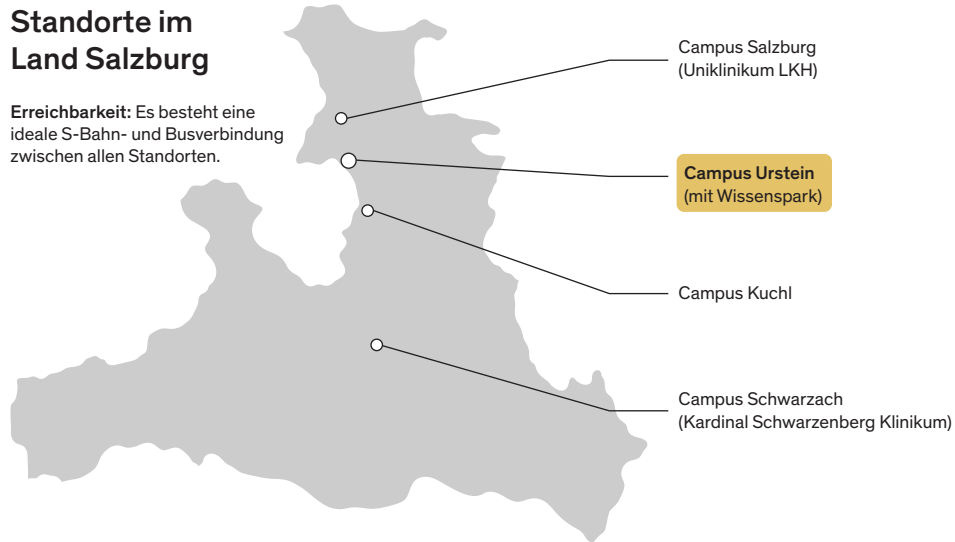 Standorte im
Land Salzburg
Erreichbarkeit: Es besteht eine
ideale S-Bahn- und Busverbindung
zwischen allen Standorten.
Campus Salzburg
(Uniklinikum LKH)
Campus Urstein
(mit Wissenspark)
Campus Kuchl
Campus Schwarzach
(Kardinal Schwarzenberg Klinikum)